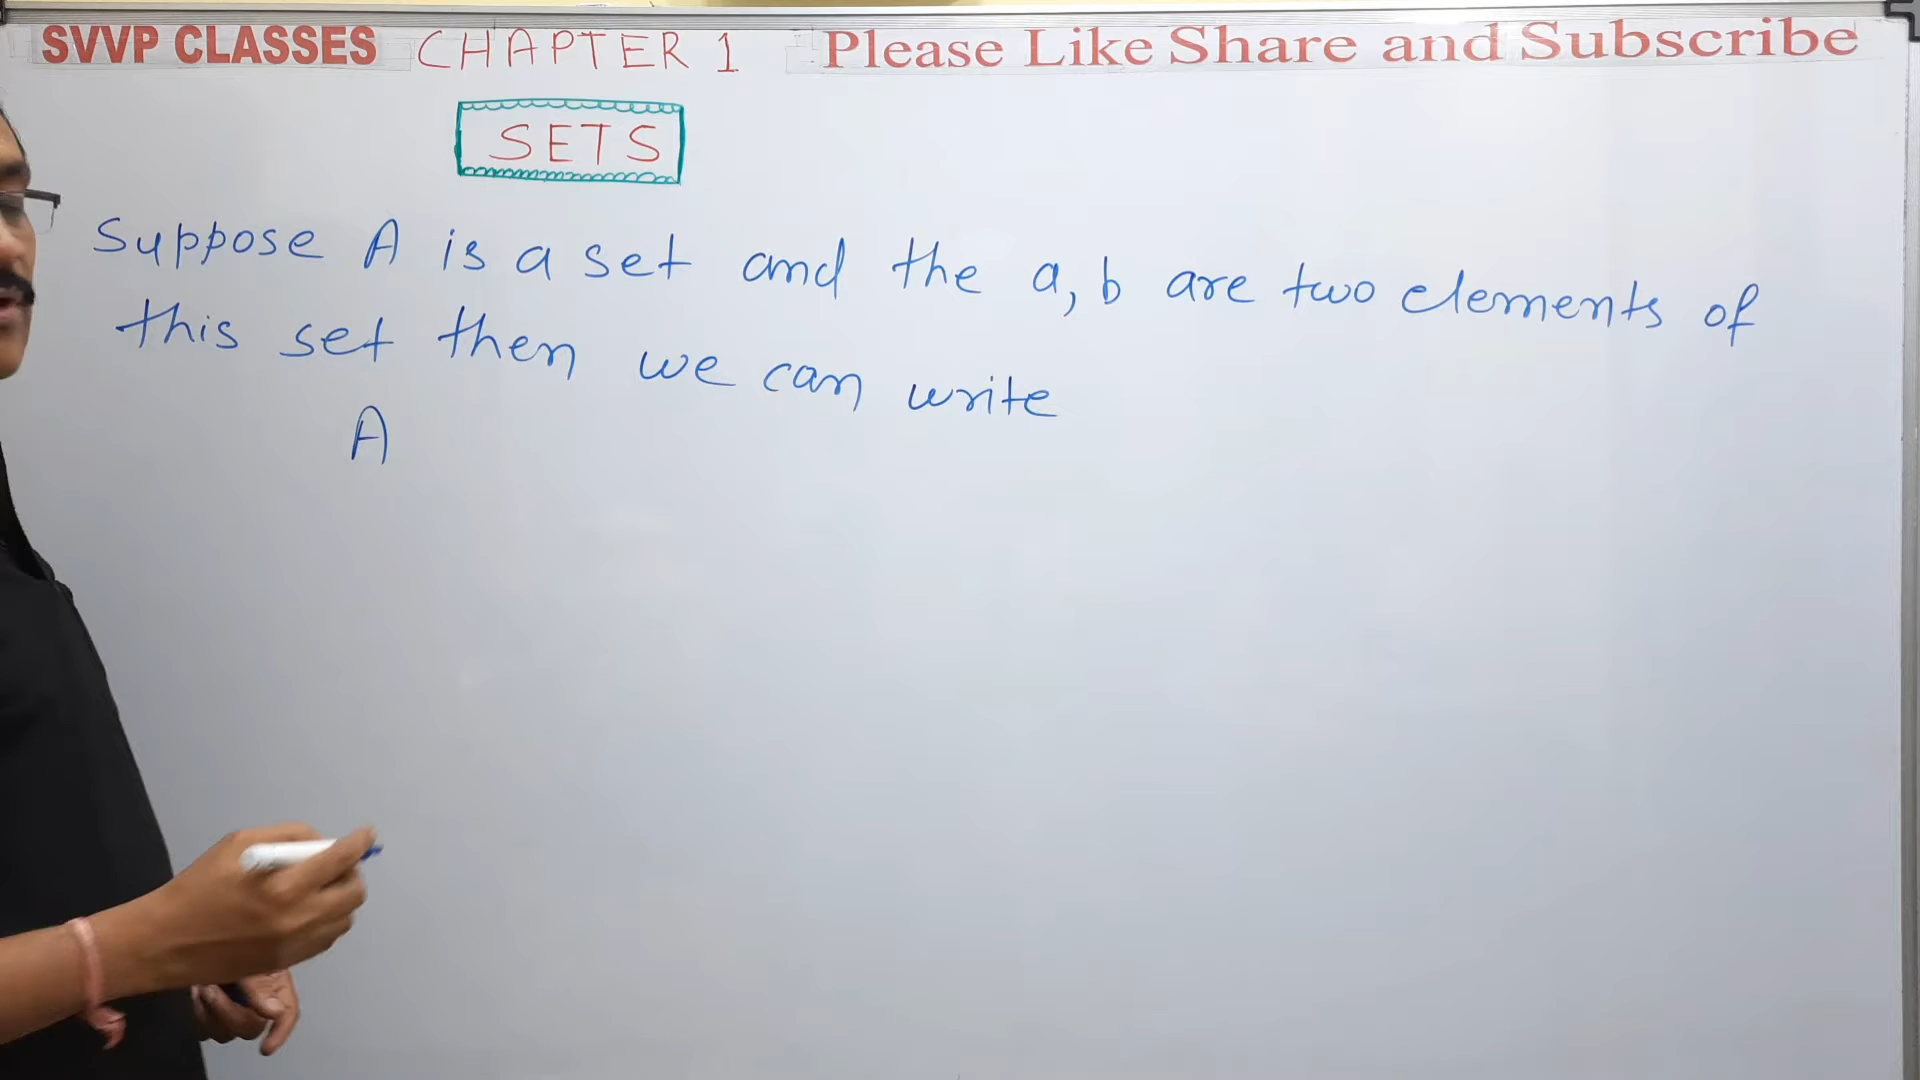 SVVP CLASSES CHAPTER 1 Please Like Share and Subscribe
SETS
Suppose A is a set and the a, b are two elements of
this set then we can write
A